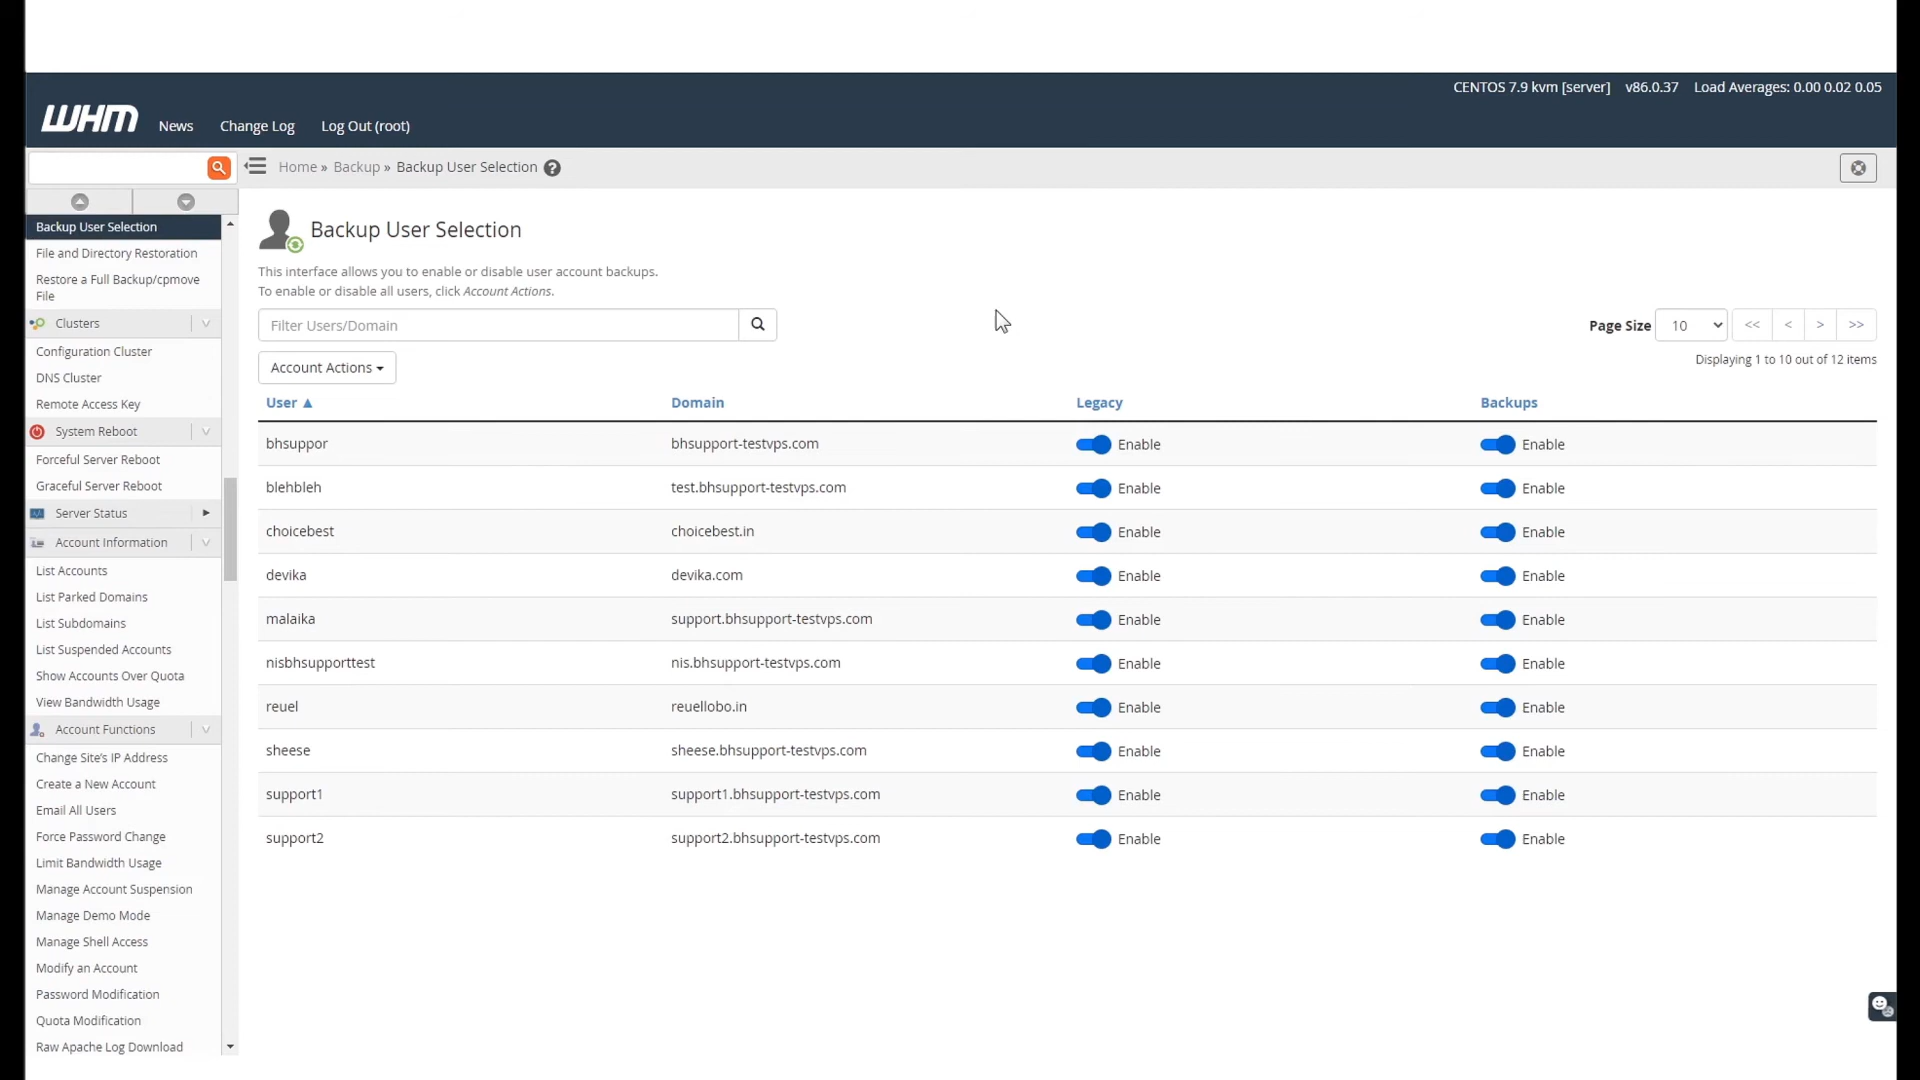 CENTOS 7.9 kvm [server] v86.0.37 Load Averages: 0.00 0.02 0.05
WHM News Change Log Log Out (root)
Home » Backup » Backup User Selection ?
Backup User Selection
File and Directory Restoration
Restore a Full Backup/cpmove
File
Clusters
Configuration Cluster
DNS Cluster
Remote Access Key
System Reboot
Forceful Server Reboot
Graceful Server Reboot
Server Status
Account Information
List Accounts
List Parked Domains
List Subdomains
List Suspended Accounts
Show Accounts Over Quota
View Bandwidth Usage
Account Functions
Change Site's IP Address
Create a New Account
Email All Users
Force Password Change
Limit Bandwidth Usage
Manage Account Suspension
Manage Demo Mode
Manage Shell Access
Modify an Account
Password Modification
Quota Modification
Raw Apache Log Download
Backup User Selection
This interface allows you to enable or disable user account backups.
To enable or disable all users, click Account Actions.
Filter Users/Domain
Page Size 10 << < > >>
Displaying 1 to 10 out of 12 items
Account Actions
User ▲ Domain Legacy Backups
bhsuppor bhsupport-testvps.com Enable Enable
blehbleh test.bhsupport-testvps.com Enable Enable
choicebest choicebest.in Enable Enable
devika devika.com Enable Enable
malaika support.bhsupport-testvps.com Enable Enable
nisbhsupporttest nis.bhsupport-testvps.com Enable Enable
reuel reuellobo.in Enable Enable
sheese sheese.bhsupport-testvps.com Enable Enable
support1 support1.bhsupport-testvps.com Enable Enable
support2 support2.bhsupport-testvps.com Enable Enable